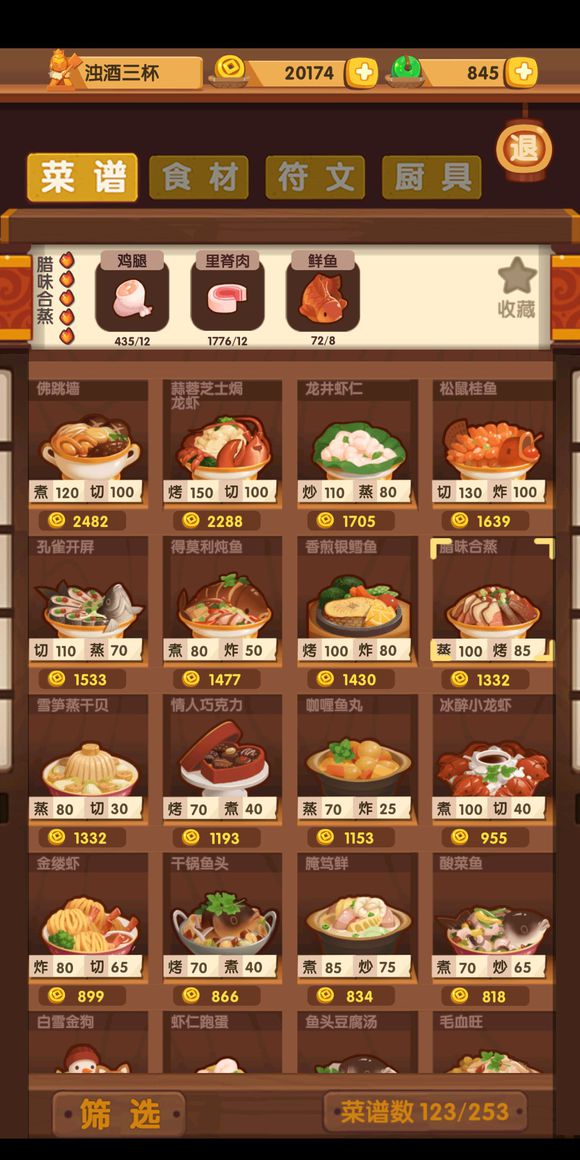 浊酒三杯 20174 845
退
菜谱 食材 符文 厨具
腊味合蒸
鸡腿 里脊肉 鲜鱼
收藏
435/12 1776/12 72/8
佛跳墙 蒜蓉芝士焗龙虾 龙井虾仁 松鼠桂鱼
煮 120 切 100 烤 150 切 100 炒 110 蒸 80 切 130 炸 100
2482 2288 1705 1639
孔雀开屏 得莫利炖鱼 香煎银鳕鱼 腊味合蒸
切 110 蒸 70 煮 80 炸 50 烤 100 炸 80 蒸 100 烤 85
1533 1477 1430 1332
雪笋蒸干贝 情人巧克力 咖喱鱼丸 冰醉小龙虾
蒸 80 切 30 烤 70 煮 40 蒸 70 炸 25 煮 100 切 40
1332 1193 1153 955
金缕虾 干锅鱼头 腌笃鲜 酸菜鱼
炸 80 切 65 烤 70 煮 40 煮 85 炒 75 煮 70 炒 65
899 866 834 818
白雪金狗 虾仁跑蛋 鱼头豆腐汤 毛血旺
筛选 菜谱数 123/253